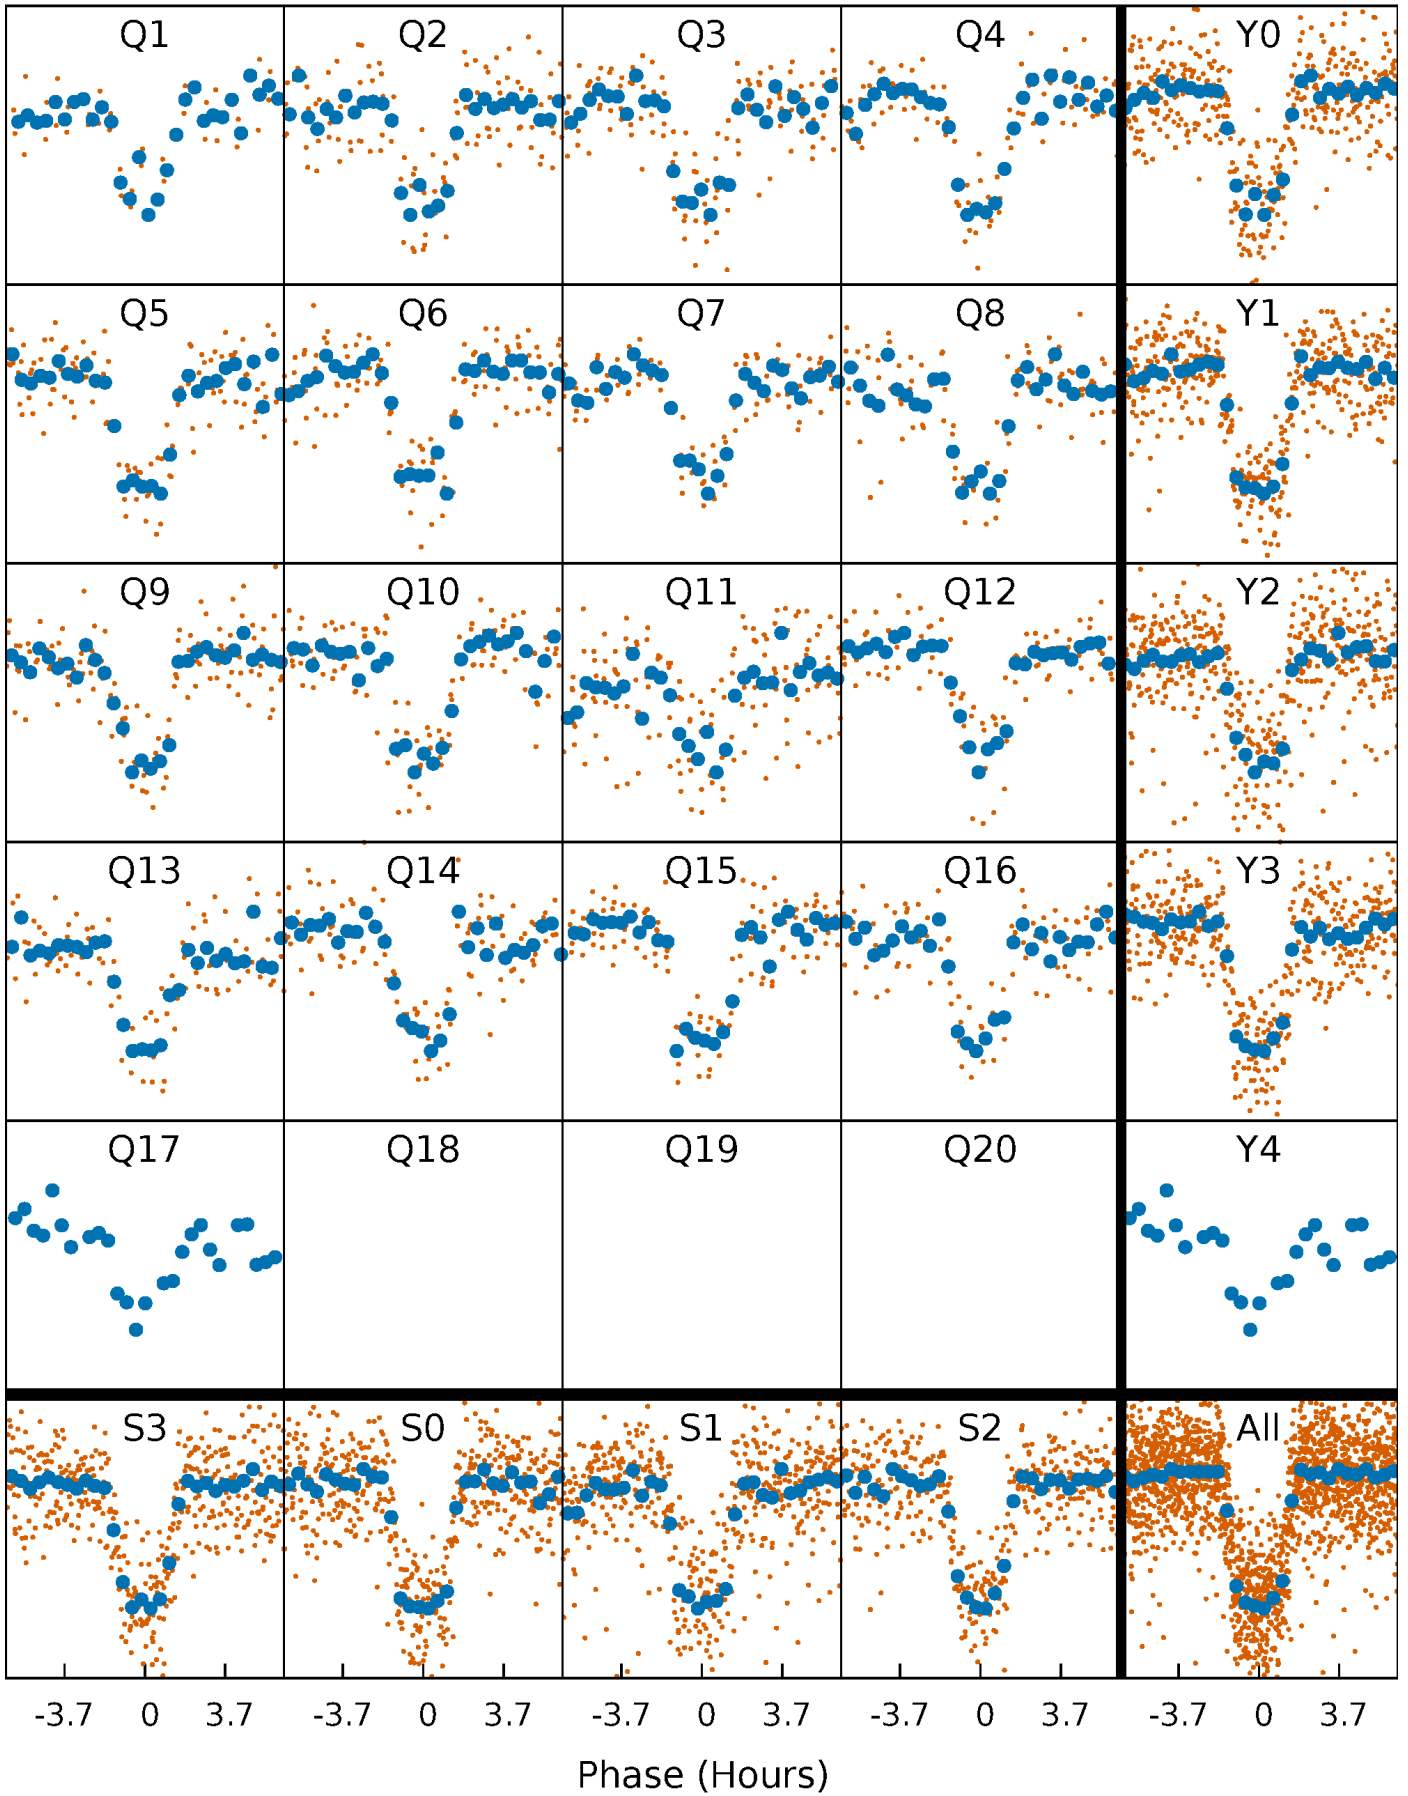 Q1 Q2 Q3 Q4 Y0
Q5 Q6 Q7 Q8 Y1
Q9 Q10 Q11 Q12 Y2
Q13 Q14 Q15 Q16 Y3
Q17 Q18 Q19 Q20 Y4
S3 S0 S1 S2 All
-3.7 0 3.7 -3.7 0 3.7 -3.7 0 3.7 -3.7 0 3.7 -3.7 0 3.7
Phase (Hours)